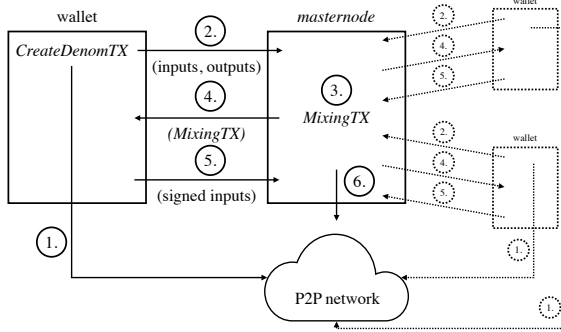 wallet
masternode
wallet
CreateDenomTX
2.
(inputs, outputs)
3.
MixingTX
4.
(MixingTX)
5.
(signed inputs)
6.
1.
P2P network
2.
4.
5.
wallet
2.
4.
5.
1.
1.